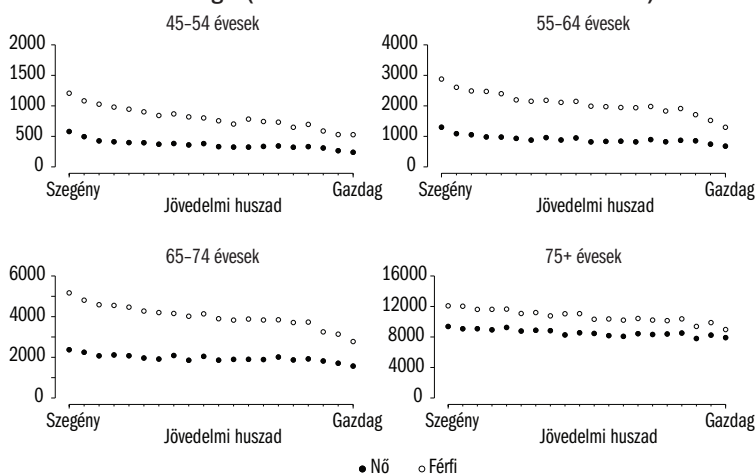 45–54 évesek
2000
1500
1000
500
0
Szegény
Gazdag
Jövedelmi huszad
55–64 évesek
4000
3000
2000
1000
0
Szegény
Gazdag
Jövedelmi huszad
65–74 évesek
6000
4000
2000
0
Szegény
Gazdag
Jövedelmi huszad
75+ évesek
16000
12000
8000
4000
0
Szegény
Gazdag
Jövedelmi huszad
Nő Férfi